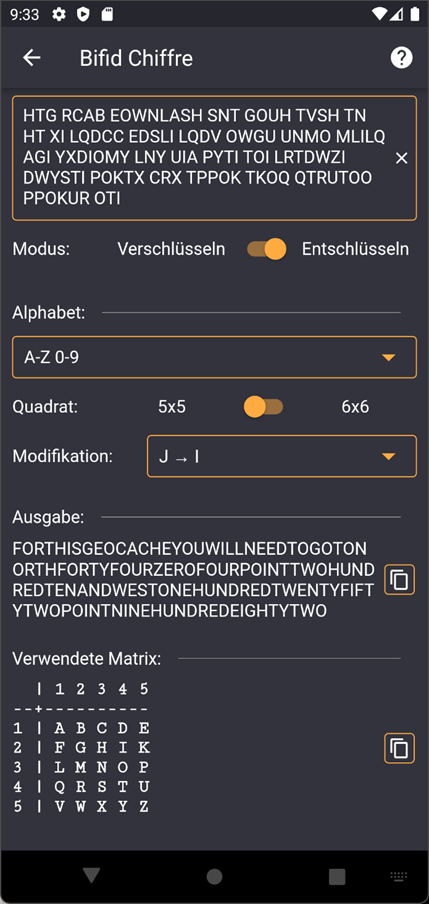 9:33
Bifid Chiffre
HTG RCAB EOWNLASH SNT GOUH TVSH TN
HT XI LQDCC EDSLI LQDV OWGU UNMO MLILQ
AGI YXDIOMY LNY UIA PYTI TOI LRTDWZI
DWYSTI POKTX CRX TPPOK TKOQ QTRUTOO
PPOKUR OTI
Modus: Verschlüsseln Entschlüsseln
Alphabet:
A-Z 0-9
Quadrat: 5x5 6x6
Modifikation: J → I
Ausgabe:
FORTHISGEOCACHEYOUWILLNEEDTOGOTON
ORTHFORTYFOURZEROFOURPOINTTWOHUND
REDTENANDWESTONEHUNDREDTWENTYFIFT
YTWOPOINTNINEHUNDREDEIGHTYTWO
Verwendete Matrix:
| 1 2 3 4 5
--+----------
1 | A B C D E
2 | F G H I K
3 | L M N O P
4 | Q R S T U
5 | V W X Y Z